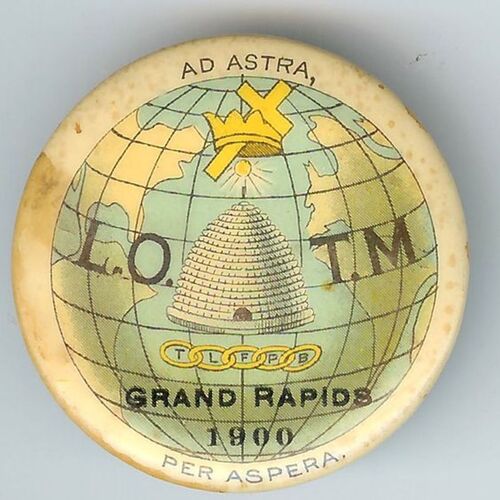 AD ASTRA,
L.O. T.M
T L F P B
GRAND RAPIDS
1900
PER ASPERA.